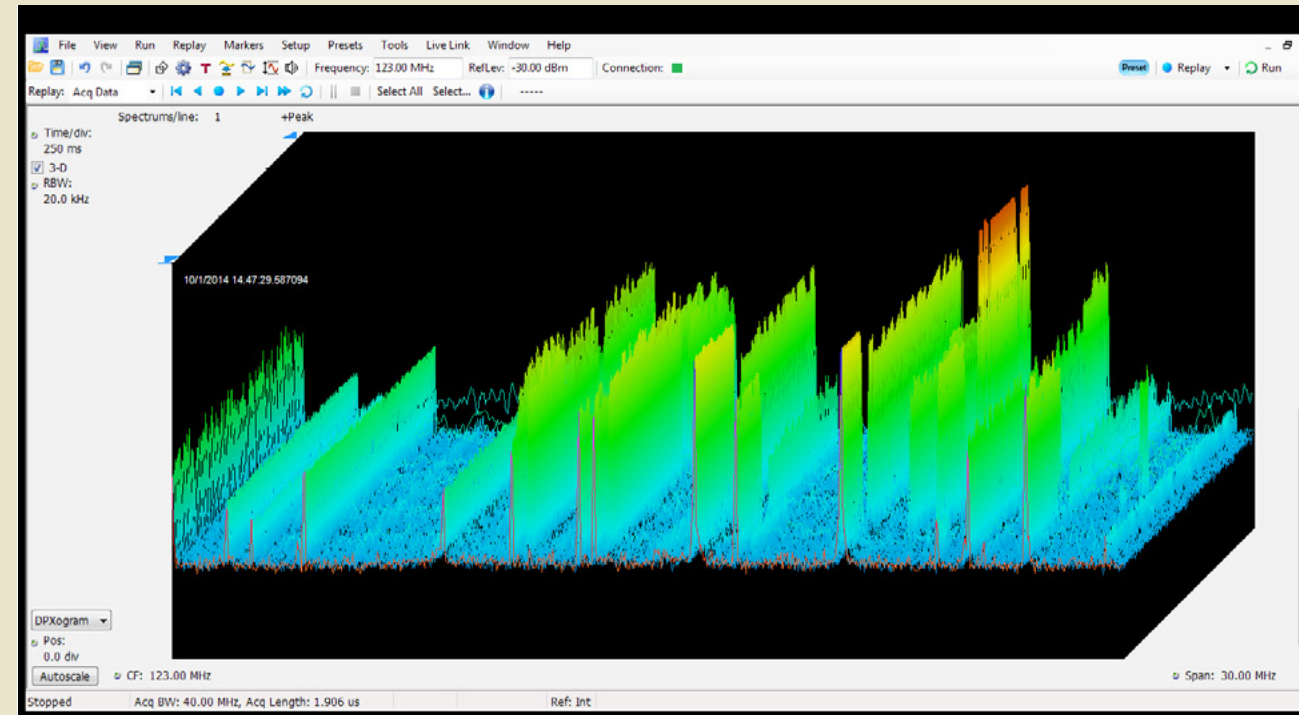 File View Run Replay Markers Setup Presets Tools Live Link Window Help
T Frequency: 123.00 MHz RefLev: -30.00 dBm Connection: Preset Replay Run
Replay: Acq Data Select All Select... -----
Spectrums/line: 1 +Peak
Time/div:
250 ms
3-D
RBW:
20.0 kHz
10/1/2014 14.47.29.587094
DPXogram
Pos:
0.0 div
Autoscale CF: 123.00 MHz Span: 30.00 MHz
Stopped Acq BW: 40.00 MHz, Acq Length: 1.906 us Ref: Int